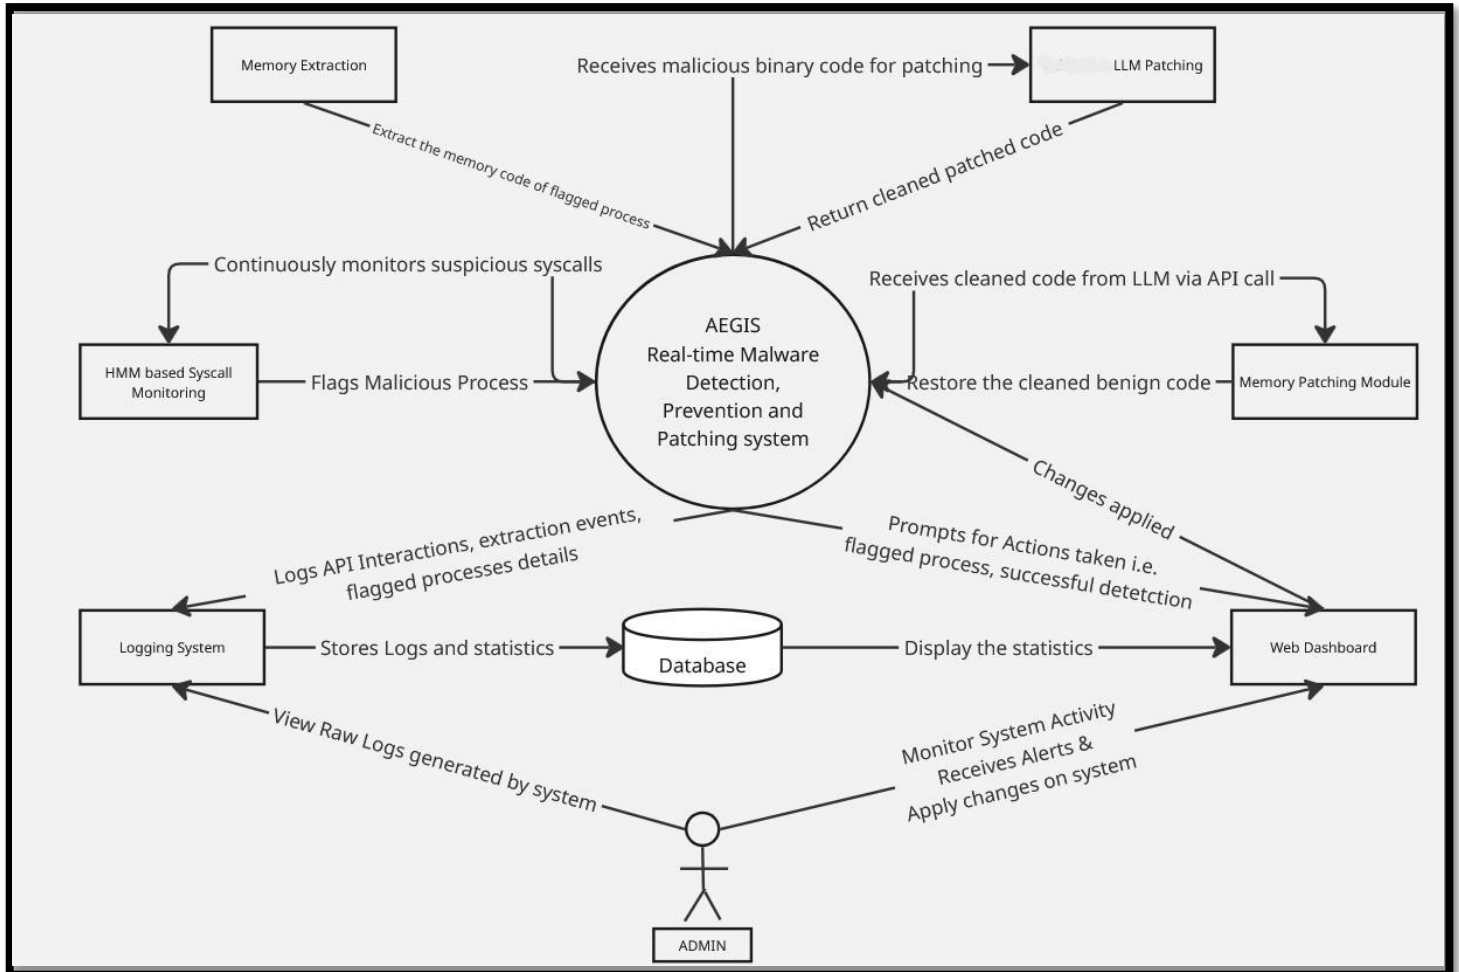 Memory Extraction
Receives malicious binary code for patching
LLM Patching
Extract the memory code of flagged process
Return cleaned patched code
Continuously monitors suspicious syscalls
Receives cleaned code from LLM via API call
HMM based Syscall
Monitoring
Flags Malicious Process
AEGIS
Real-time Malware
Detection,
Prevention and
Patching system
Restore the cleaned benign code
Memory Patching Module
Changes applied
Logs API Interactions, extraction events,
flagged processes details
Prompts for Actions taken i.e.
flagged process, successful detetction
Logging System
Stores Logs and statistics
Database
Display the statistics
Web Dashboard
View Raw Logs generated by system
Monitor System Activity
Receives Alerts &
Apply changes on system
ADMIN